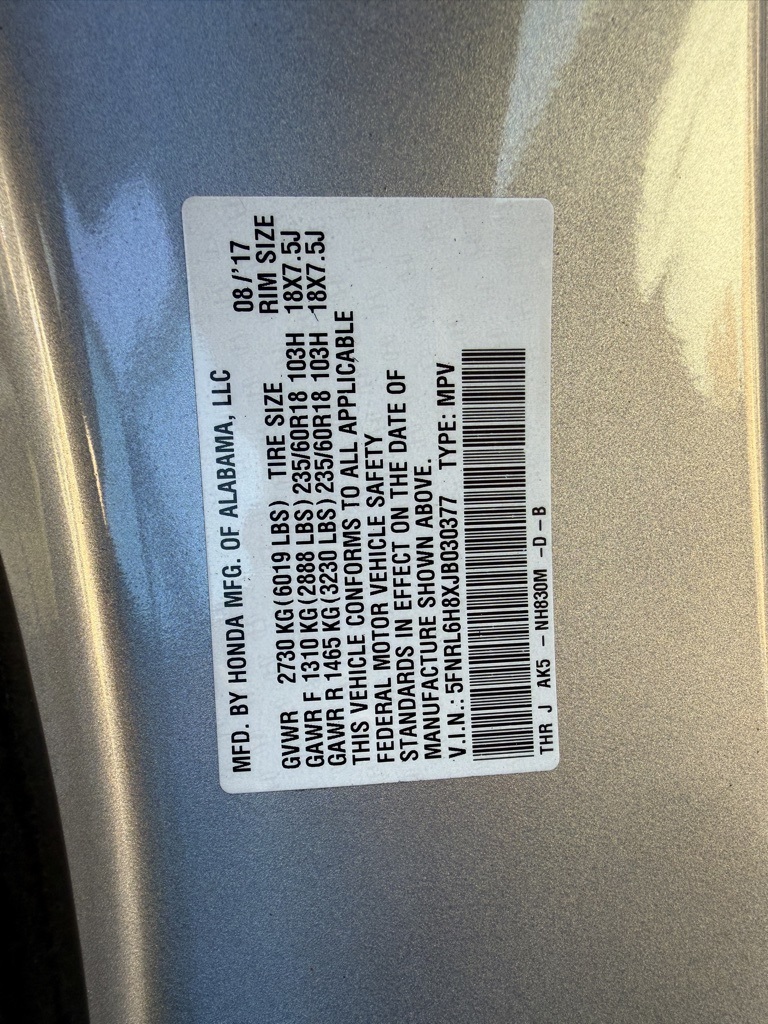 MFD. BY HONDA MFG. OF ALABAMA, LLC 08/'17
GVWR 2730 KG(6019 LBS) TIRE SIZE RIM SIZE
GAWR F 1310 KG(2888 LBS)235/60R18 103H 18X7.5J
GAWR R 1465 KG(3230 LBS)235/60R18 103H 18X7.5J
THIS VEHICLE CONFORMS TO ALL APPLICABLE
FEDERAL MOTOR VEHICLE SAFETY
STANDARDS IN EFFECT ON THE DATE OF
MANUFACTURE SHOWN ABOVE.
V.I.N.:5FNRL6H8XJB030377 TYPE: MPV
THR J AK5 - NH830M -D-B